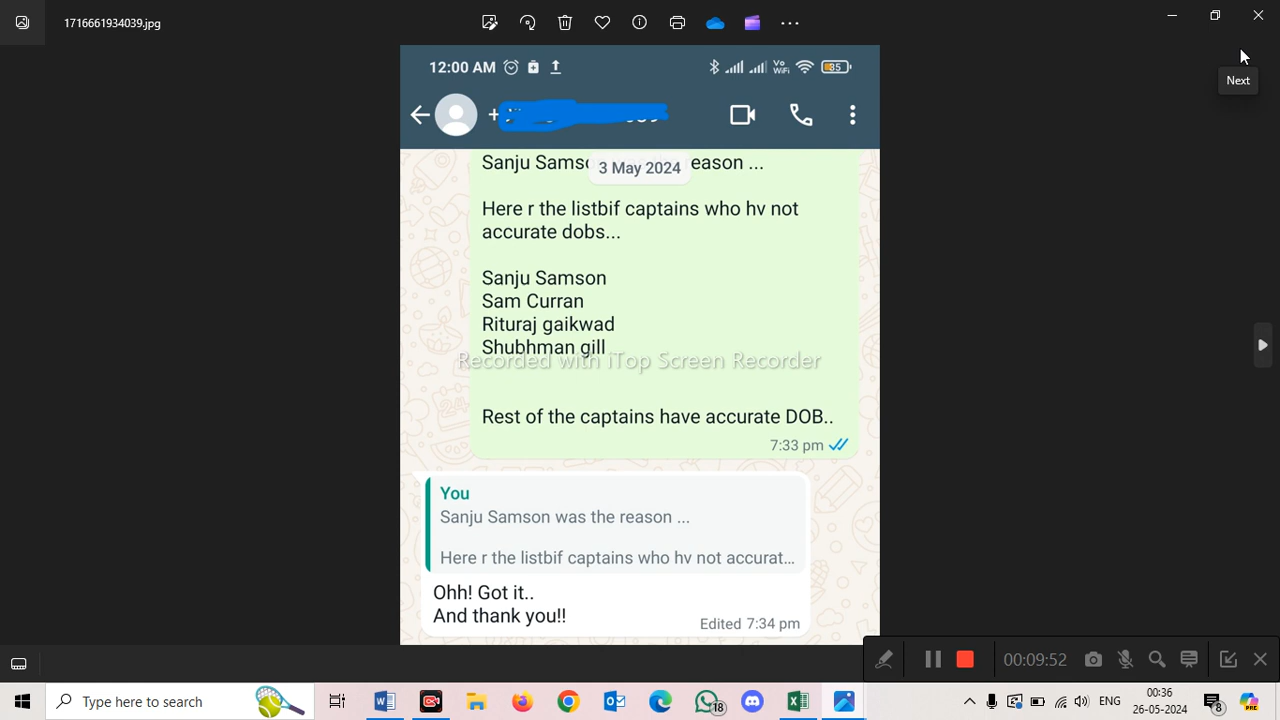 1716661934039.jpg
Next
12:00 AM
Vo
WiFi
35
+
Sanju Sams eason ...
3 May 2024
Here r the listbif captains who hv not
accurate dobs...
Sanju Samson
Sam Curran
Rituraj gaikwad
Shubhman gill
Recorded with iTop Screen Recorder
Rest of the captains have accurate DOB..
7:33 pm
You
Sanju Samson was the reason ...
Here r the listbif captains who hv not accurat...
Ohh! Got it..
And thank you!!
Edited 7:34 pm
00:09:52
Type here to search
18
ENG
00:36
26-05-2024
8
PRE